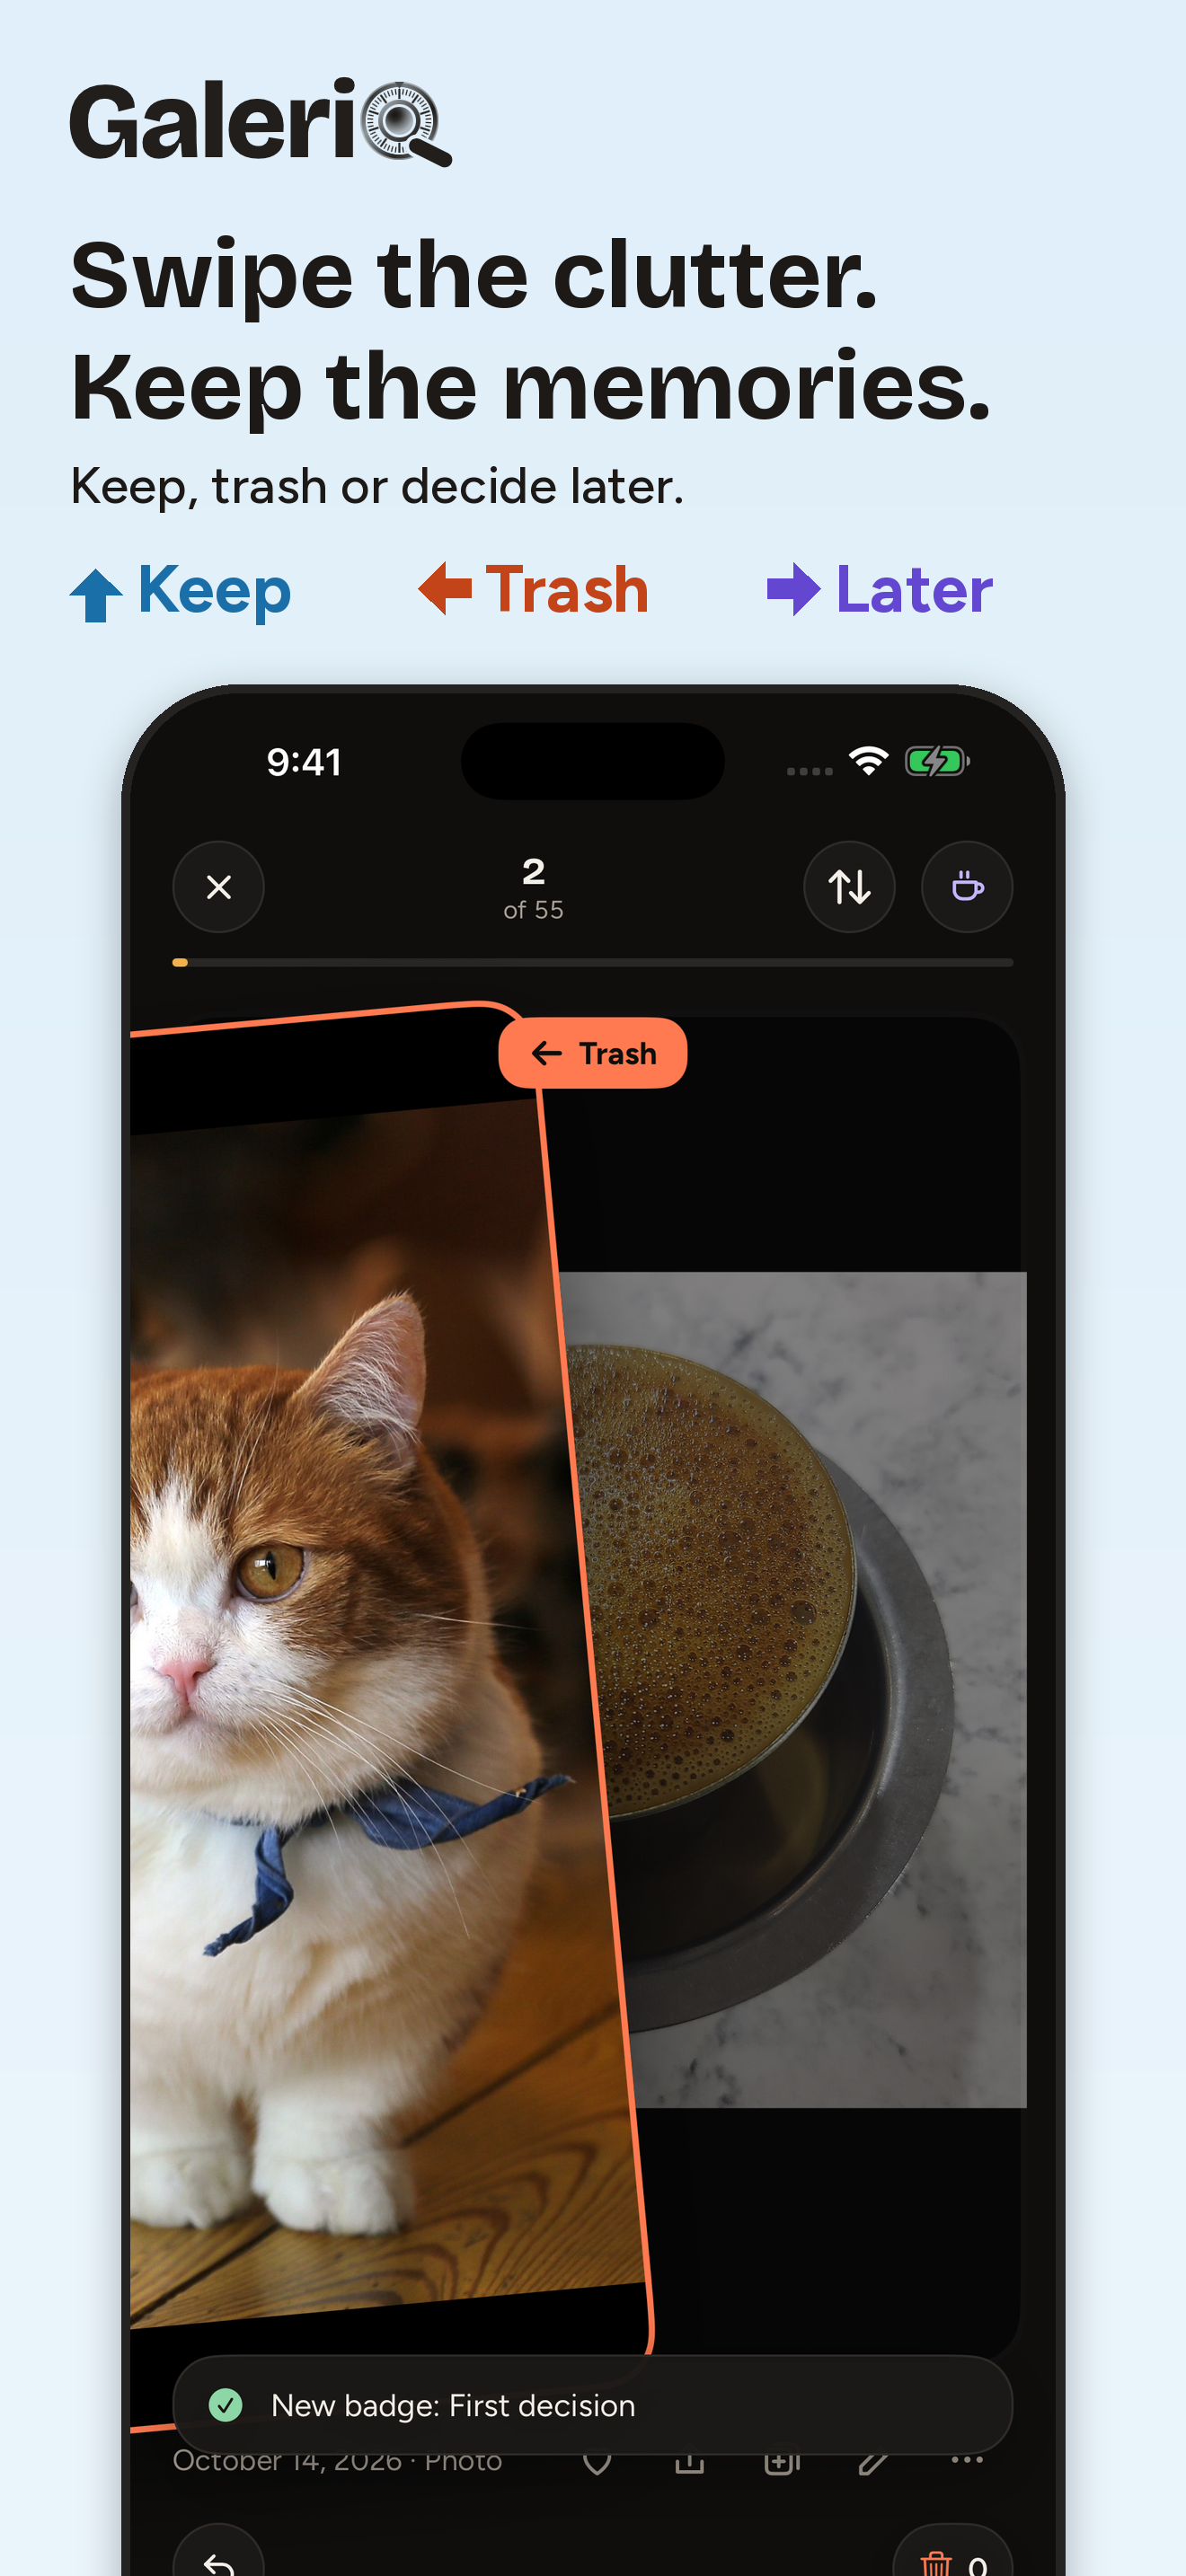 GaleriQ
Swipe the clutter.
Keep the memories.
Keep, trash or decide later.
Keep Trash Later
9:41
2
of 55
Trash
New badge: First decision
October 14, 2026 · Photo
0